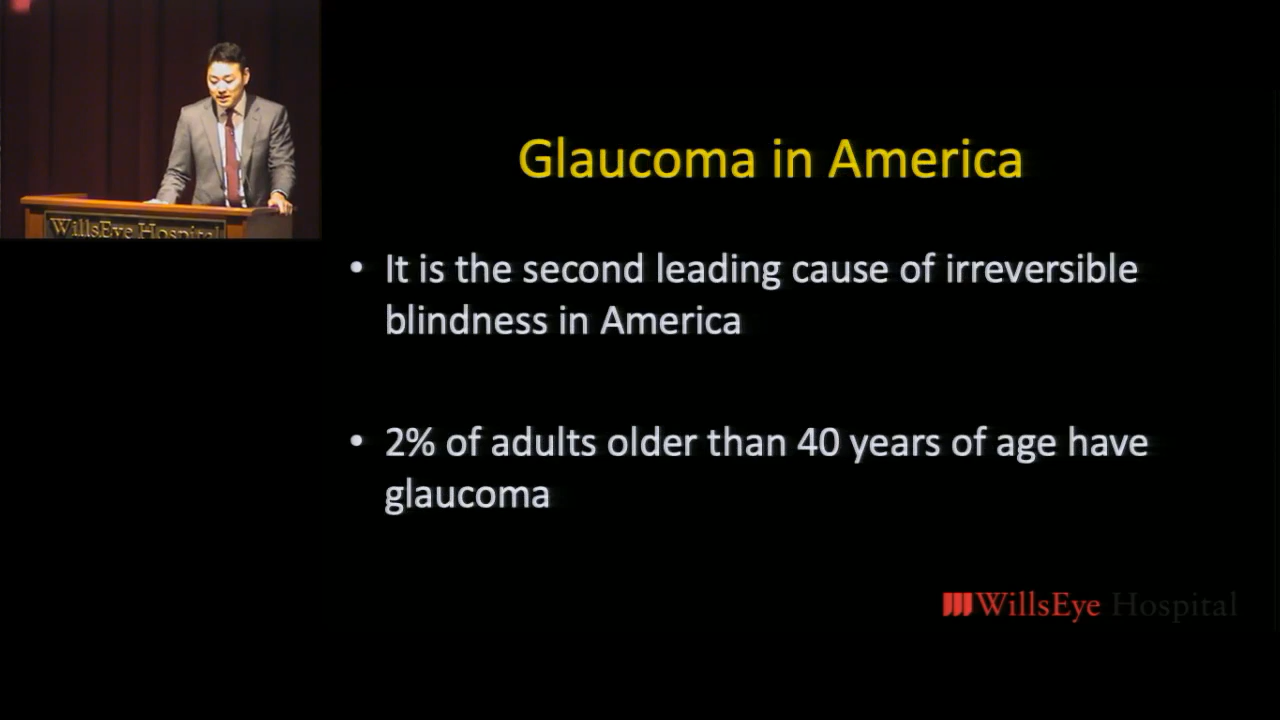 WillsEye Hospital
Glaucoma in America
• It is the second leading cause of irreversible
blindness in America
• 2% of adults older than 40 years of age have
glaucoma
WillsEye Hospital